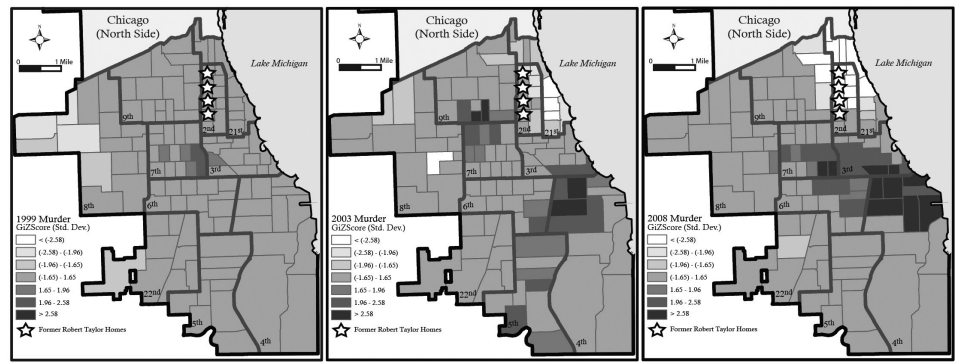 Chicago
(North Side)
Lake Michigan
0 1 Mile
9th
2nd
21st
7th
3rd
8th
6th
22nd
5th
4th
1999 Murder
GiZScore (Std. Dev.)
< (-2.58)
(-2.58) - (-1.96)
(-1.96) - (-1.65)
(-1.65) - 1.65
1.65 - 1.96
1.96 - 2.58
> 2.58
Former Robert Taylor Homes
Chicago
(North Side)
Lake Michigan
0 1 Mile
9th
2nd
21st
7th
3rd
8th
6th
22nd
5th
4th
2003 Murder
GiZScore (Std. Dev.)
< (-2.58)
(-2.58) - (-1.96)
(-1.96) - (-1.65)
(-1.65) - 1.65
1.65 - 1.96
1.96 - 2.58
> 2.58
Former Robert Taylor Homes
Chicago
(North Side)
Lake Michigan
0 1 Mile
9th
2nd
21st
7th
3rd
8th
6th
22nd
5th
4th
2008 Murder
GiZScore (Std. Dev.)
< (-2.58)
(-2.58) - (-1.96)
(-1.96) - (-1.65)
(-1.65) - 1.65
1.65 - 1.96
1.96 - 2.58
> 2.58
Former Robert Taylor Homes